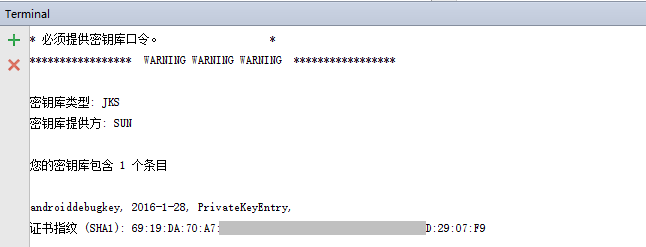 Terminal
* 必须提供密钥库口令。 *
***************** WARNING WARNING WARNING *****************
密钥库类型: JKS
密钥库提供方: SUN
您的密钥库包含 1 个条目
androiddebugkey, 2016-1-28, PrivateKeyEntry,
证书指纹 (SHA1): 69:19:DA:70:A7: D:29:07:F9